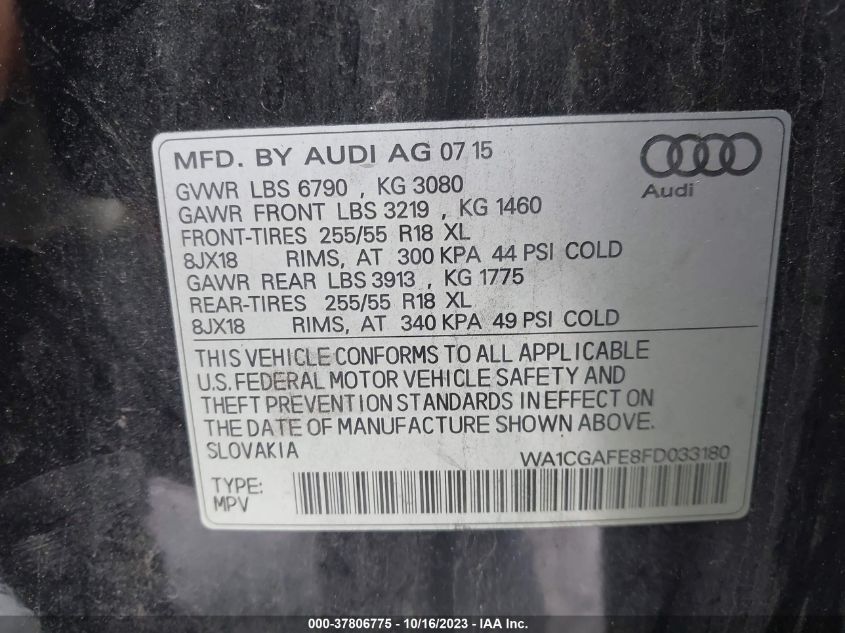 MFD. BY AUDI AG 07 15
Audi
GVWR LBS 6790 , KG 3080
GAWR FRONT LBS 3219 , KG 1460
FRONT-TIRES 255/55 R18 XL
8JX18 RIMS, AT 300 KPA 44 PSI COLD
GAWR REAR LBS 3913 , KG 1775
REAR-TIRES 255/55 R18 XL
8JX18 RIMS, AT 340 KPA 49 PSI COLD
THIS VEHICLE CONFORMS TO ALL APPLICABLE
U.S. FEDERAL MOTOR VEHICLE SAFETY AND
THEFT PREVENTION STANDARDS IN EFFECT ON
THE DATE OF MANUFACTURE SHOWN ABOVE.
SLOVAKIA WA1CGAFE8FD033180
TYPE:
MPV
000-37806775 - 10/16/2023 - IAA Inc.